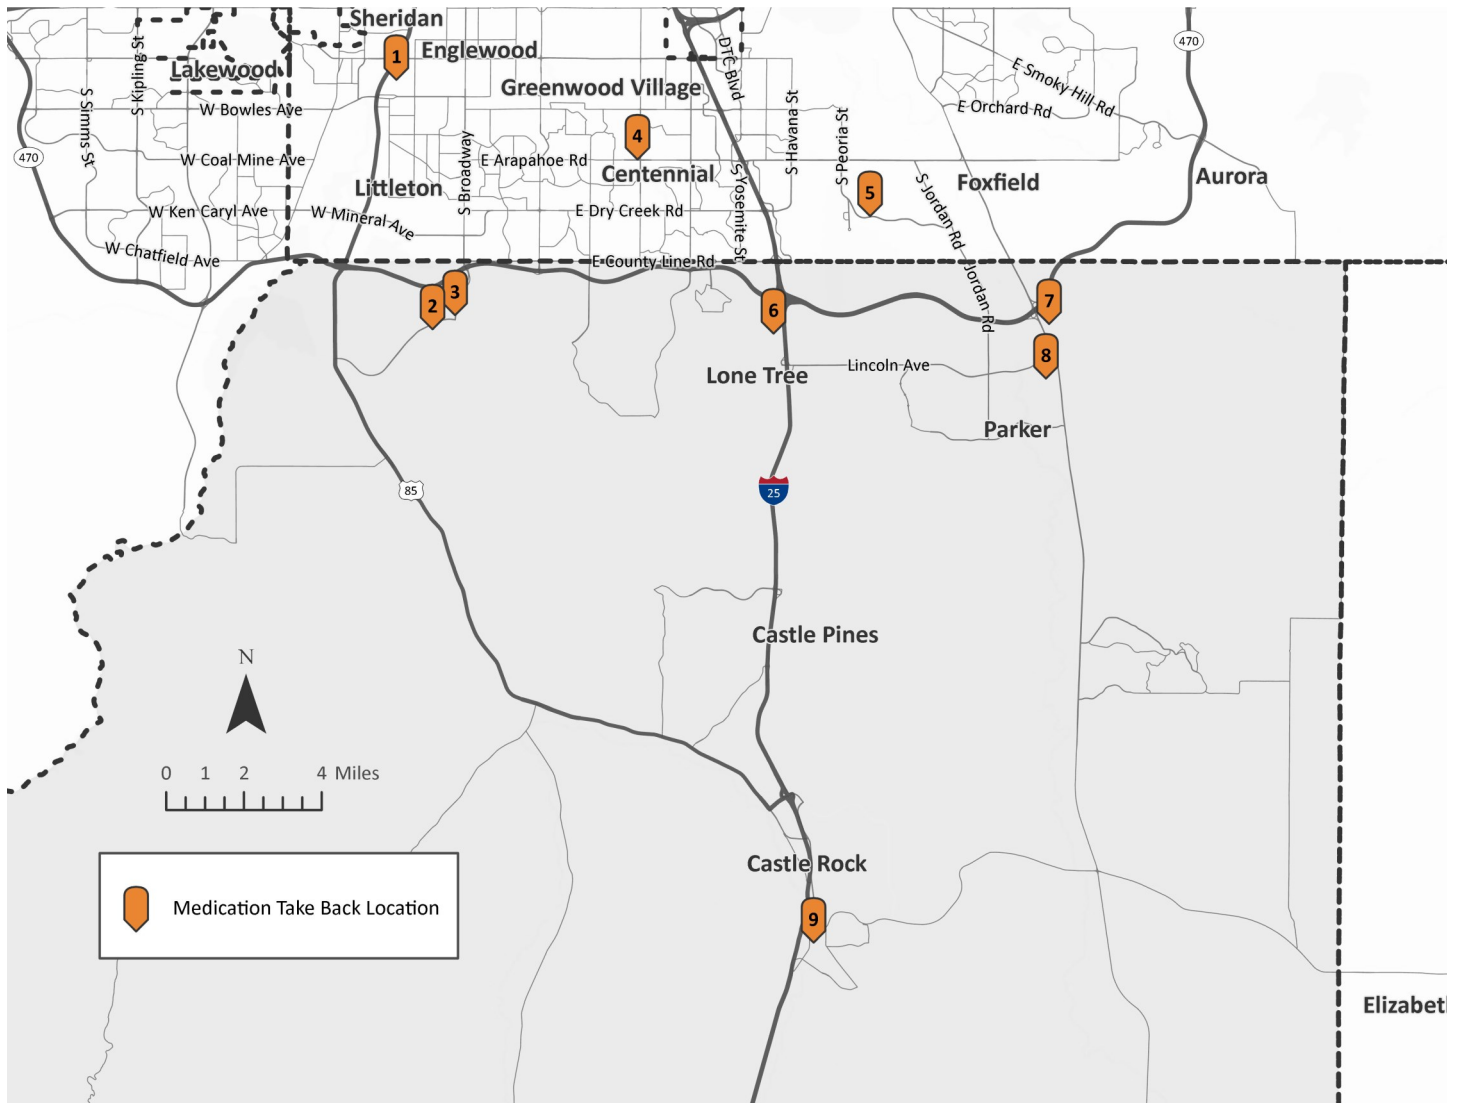 Sheridan
1
Englewood
470
S Kipling St
Lakewood
DTC Blvd
E Smoky Hill Rd
Greenwood Village
S Simms St
W Bowles Ave
S Havana St
E Orchard Rd
4
S Peoria St
470
W Coal Mine Ave
S Broadway
E Arapahoe Rd
Centennial
Littleton
S Yosemite St
5
S Jordan Rd
Foxfield
Aurora
W Ken Caryl Ave
W Mineral Ave
E Dry Creek Rd
W Chatfield Ave
E County Line Rd
Jordan Rd
2
3
6
7
8
Lone Tree
Lincoln Ave
Parker
85
25
Castle Pines
N
0 1 2 4 Miles
Castle Rock
Medication Take Back Location
9
Elizabet